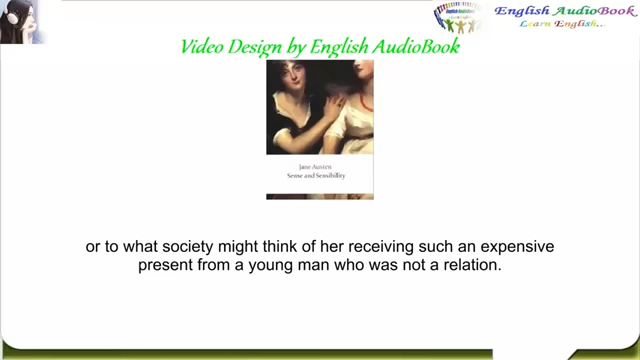 English AudioBook
Learn English...
Video Design by English AudioBook
Jane Austen
Sense and Sensibility
or to what society might think of her receiving such an expensive
present from a young man who was not a relation.